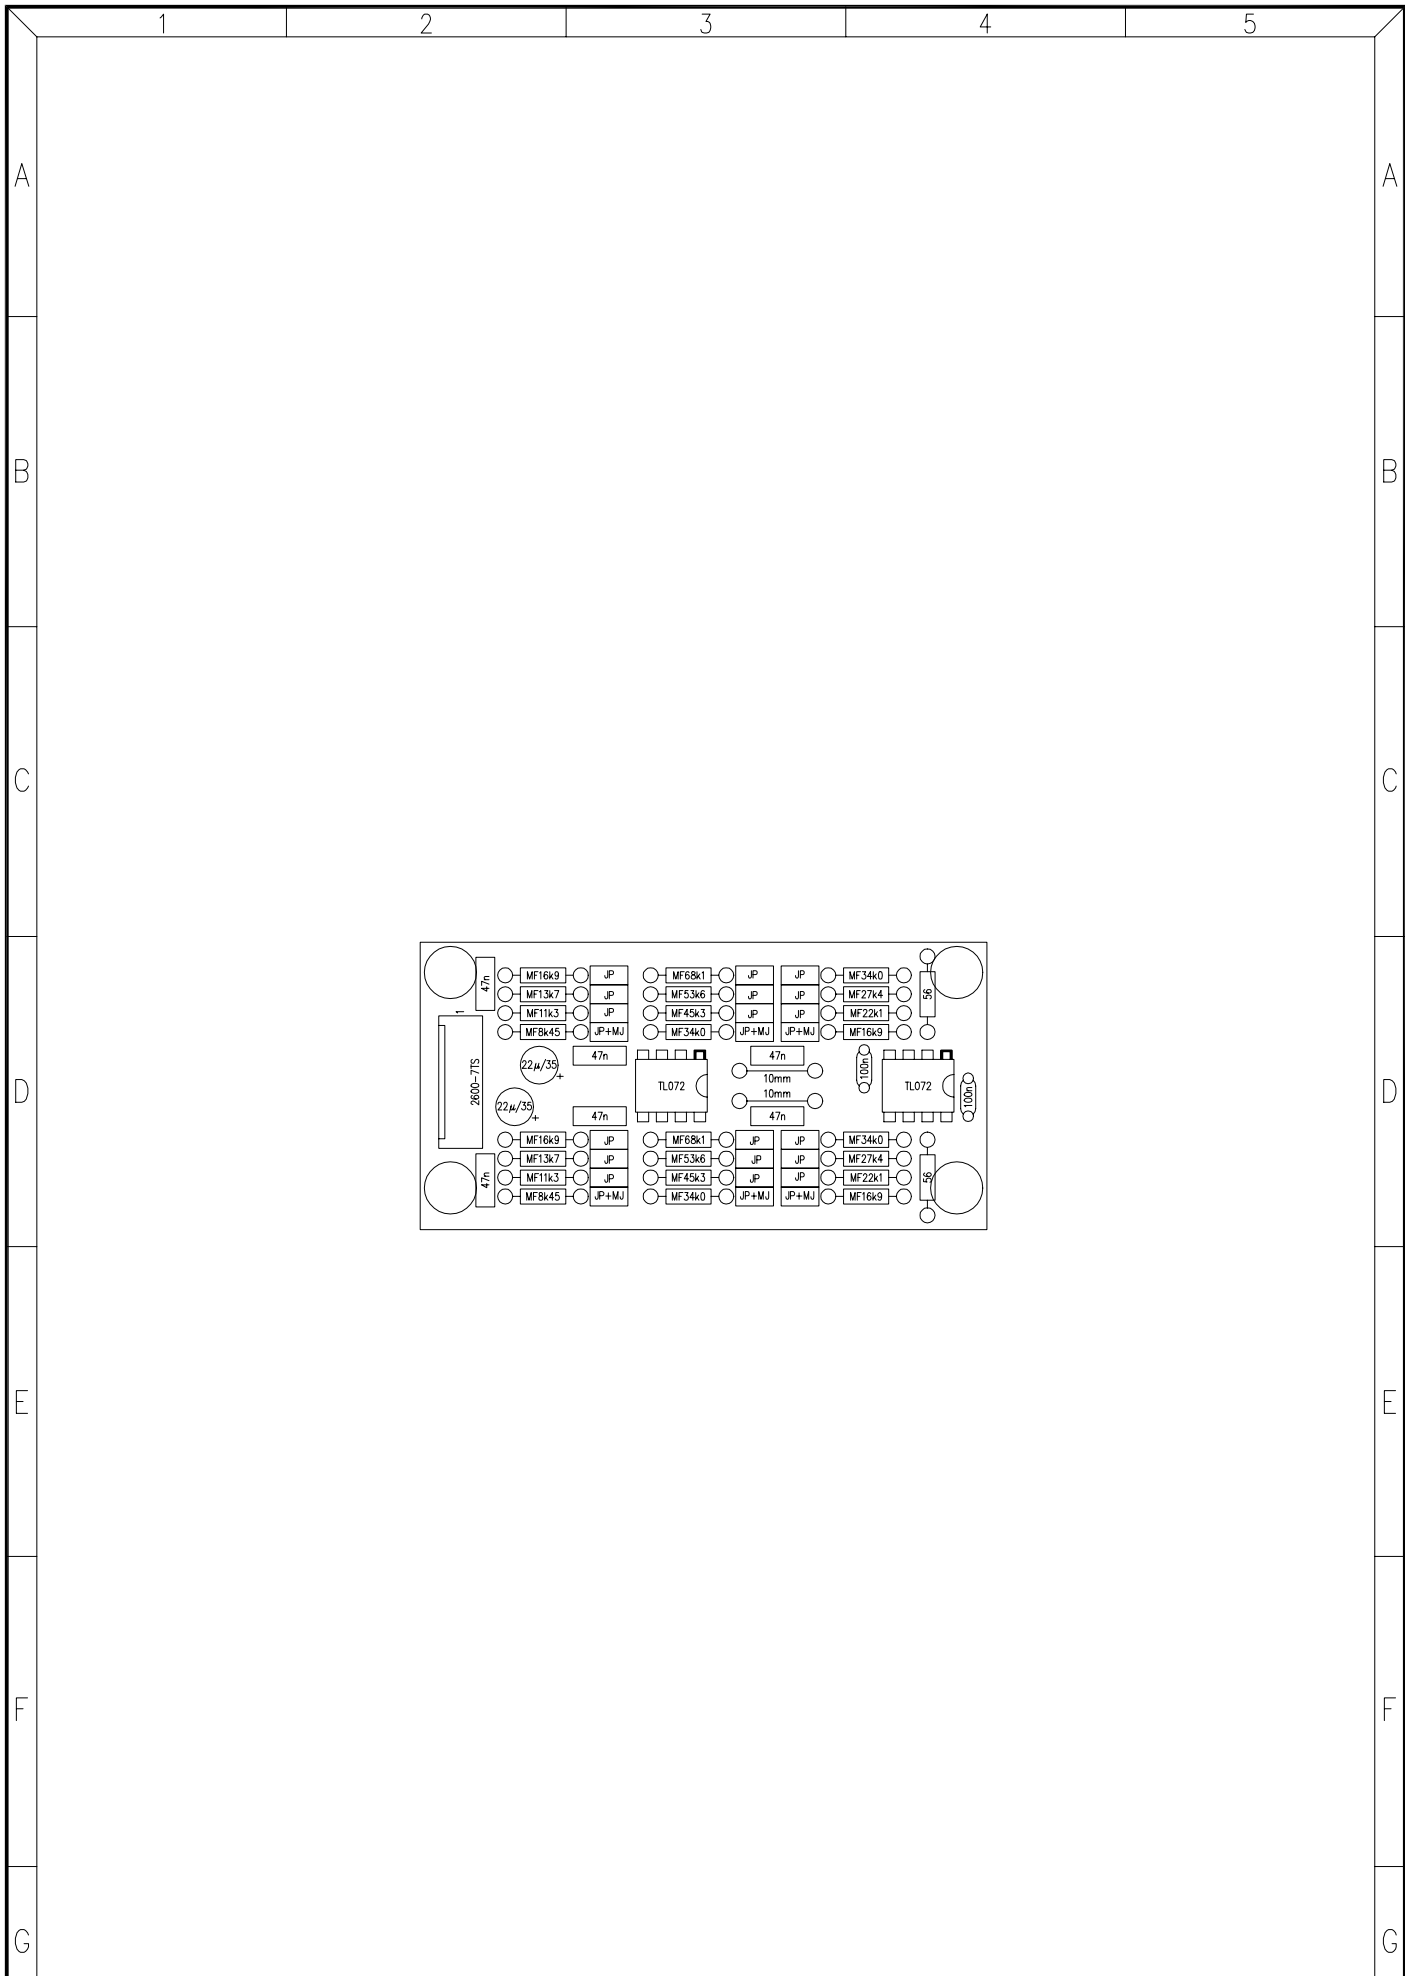 1 2 3 4 5
A A
B B
C C
47n MF16k9 JP MF68k1 JP JP MF34k0 56
MF13k7 JP MF53k6 JP JP MF27k4
1 MF11k3 JP MF45k3 JP JP MF22k1
MF8k45 JP+MJ MF34k0 JP+MJ JP+MJ MF16k9
2600-7TS 22μ/35 + 47n 47n 100n
D TL072 10mm TL072 100n D
22μ/35 + 10mm
47n 47n
47n MF16k9 JP MF68k1 JP JP MF34k0 56
MF13k7 JP MF53k6 JP JP MF27k4
MF11k3 JP MF45k3 JP JP MF22k1
MF8k45 JP+MJ MF34k0 JP+MJ JP+MJ MF16k9
E E
F F
G G